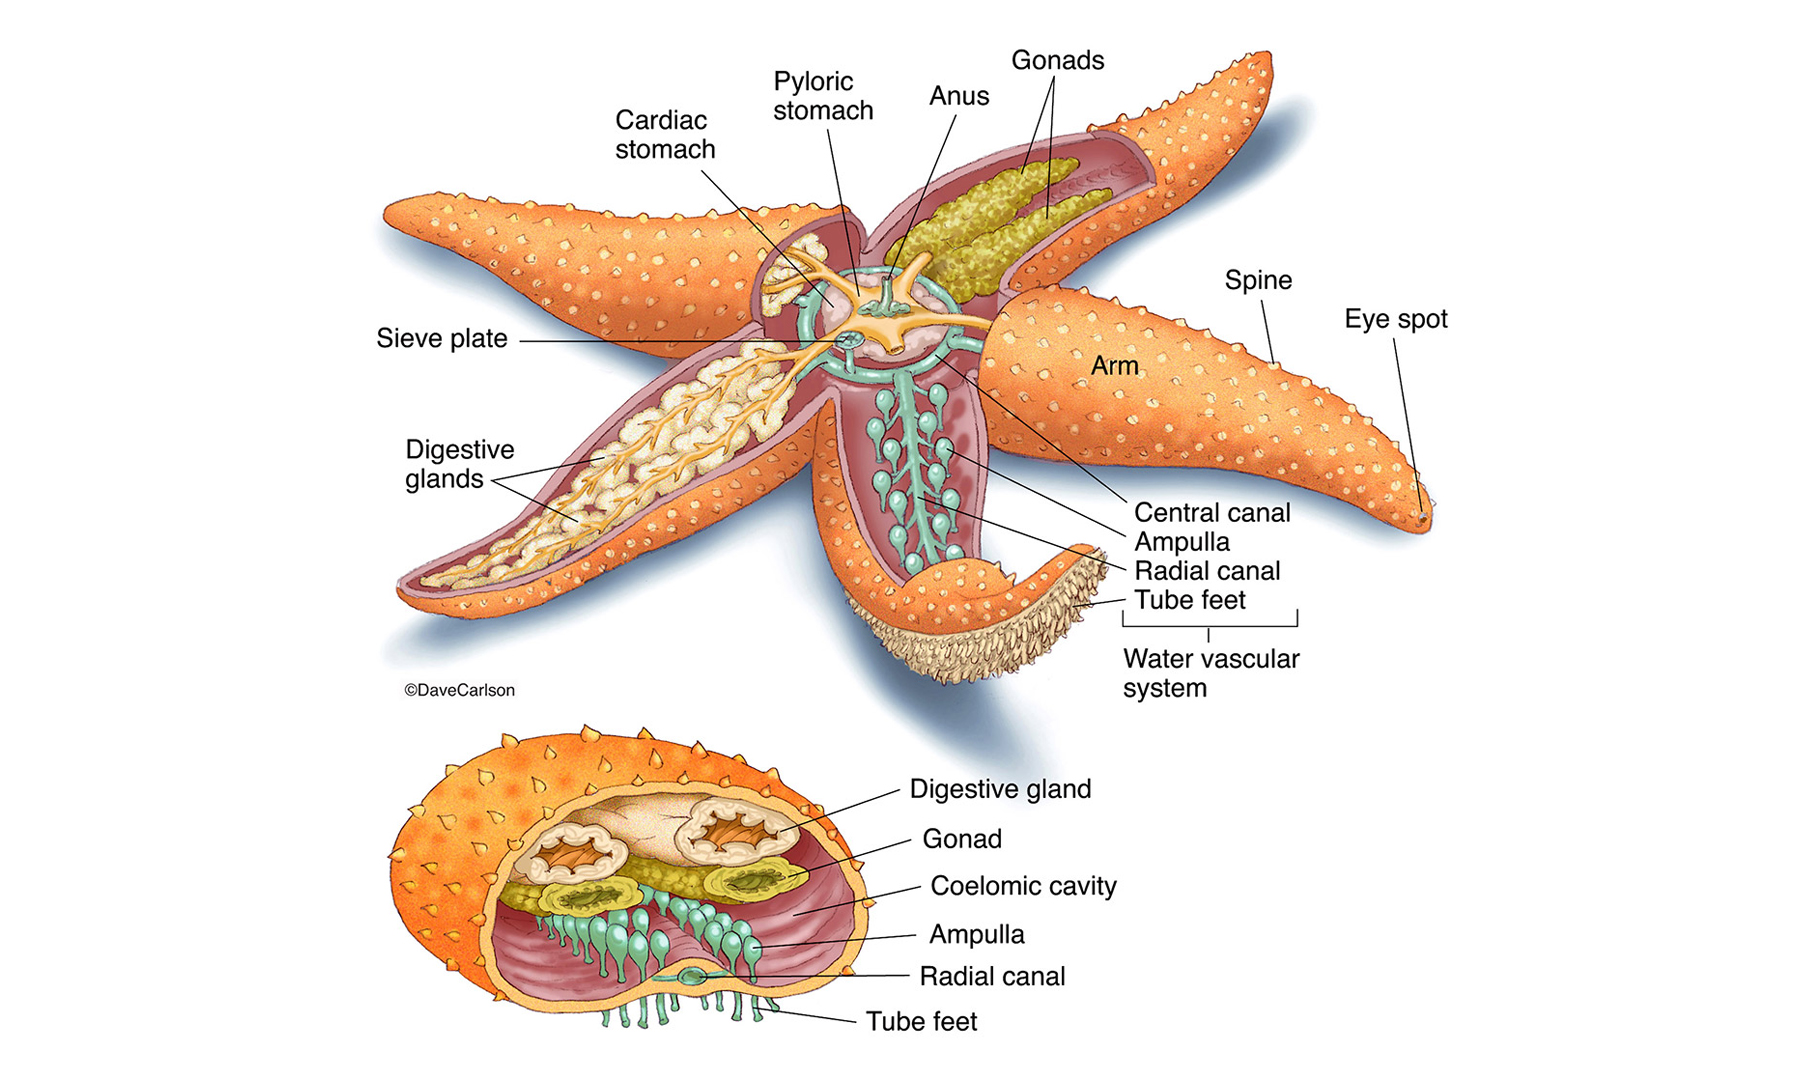 Gonads
Pyloric
stomach
Anus
Cardiac
stomach
Spine
Eye spot
Sieve plate
Arm
Digestive
glands
Central canal
Ampulla
Radial canal
Tube feet
Water vascular
system
©DaveCarlson
Digestive gland
Gonad
Coelomic cavity
Ampulla
Radial canal
Tube feet